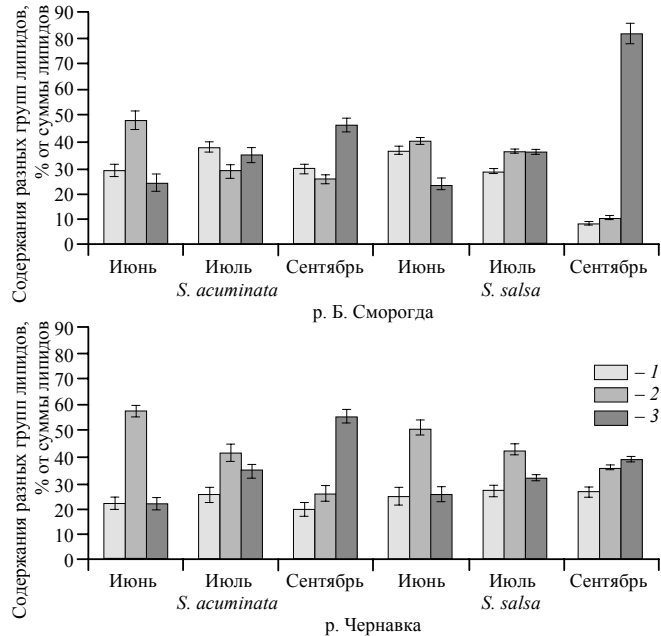 Содержания разных групп липидов,
% от суммы липидов
90
80
70
60
50
40
30
20
10
0
Июнь Июль Сентябрь Июнь Июль Сентябрь
S. acuminata S. salsa
р. Б. Сморогда
Содержания разных групп липидов,
% от суммы липидов
90
80
70
60
50
40
30
20
10
0
– 1
– 2
– 3
Июнь Июль Сентябрь Июнь Июль Сентябрь
S. acuminata S. salsa
р. Чернавка